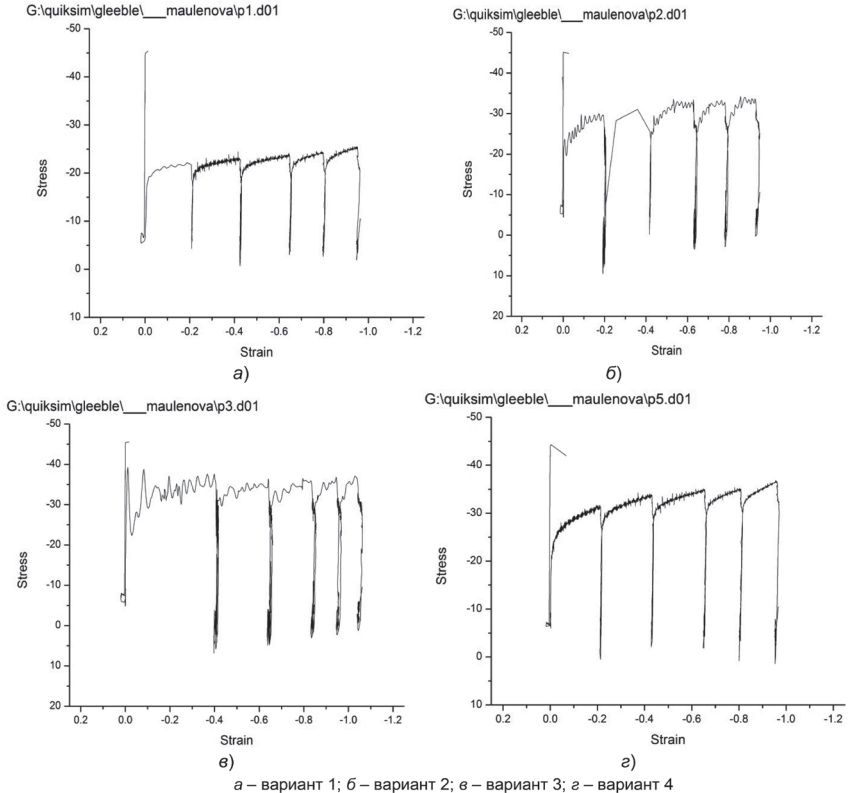 G:\quiksim\gleeble\___maulenova\p1.d01
-50
-40
-30
-20
-10
0
10
Stress
0.2 0.0 -0.2 -0.4 -0.6 -0.8 -1.0 -1.2
Strain
а)
G:\quiksim\gleeble\___maulenova\p2.d01
-50
-40
-30
-20
-10
0
10
20
Stress
0.2 0.0 -0.2 -0.4 -0.6 -0.8 -1.0 -1.2
Strain
б)
G:\quiksim\gleeble\___maulenova\p3.d01
-50
-40
-30
-20
-10
0
10
20
Stress
0.2 0.0 -0.2 -0.4 -0.6 -0.8 -1.0 -1.2
Strain
в)
G:\quiksim\gleeble\___maulenova\p5.d01
-50
-40
-30
-20
-10
0
10
Stress
0.2 0.0 -0.2 -0.4 -0.6 -0.8 -1.0 -1.2
Strain
г)
а – вариант 1; б – вариант 2; в – вариант 3; г – вариант 4